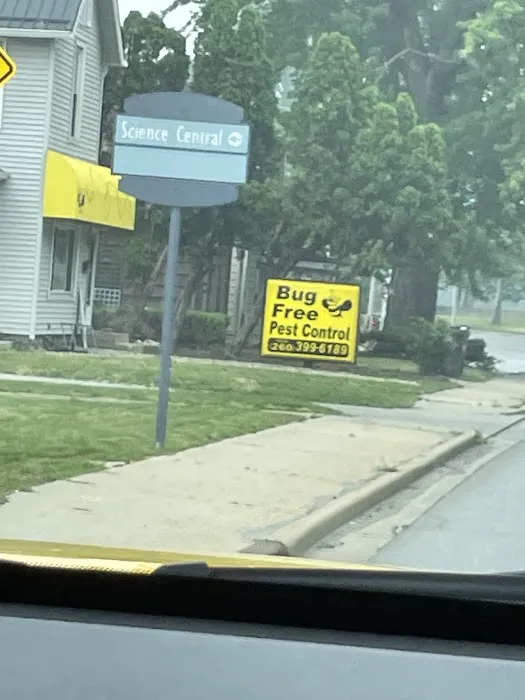 Science Central
Bug
Free
Pest Control
(260) 399-6189